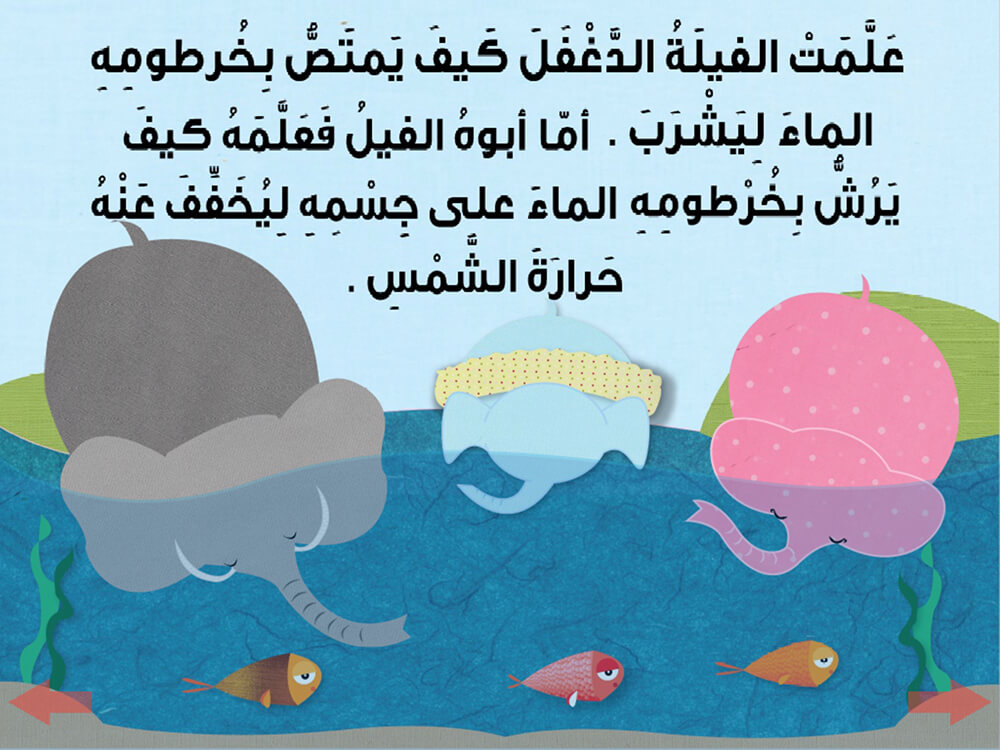 عَلَّمَتْ الفيلَةُ الدَّغْفَلَ كَيفَ يَمتَصُّ بِخُرطومِهِ
الماءَ لِيَشْرَبَ . أمّا أبوهُ الفيلُ فَعَلَّمَهُ كيفَ
يَرُشُّ بِخُرْطومِهِ الماءَ على جِسْمِهِ لِيُخَفِّفَ عَنْهُ
حَرارَةَ الشَّمْسِ .